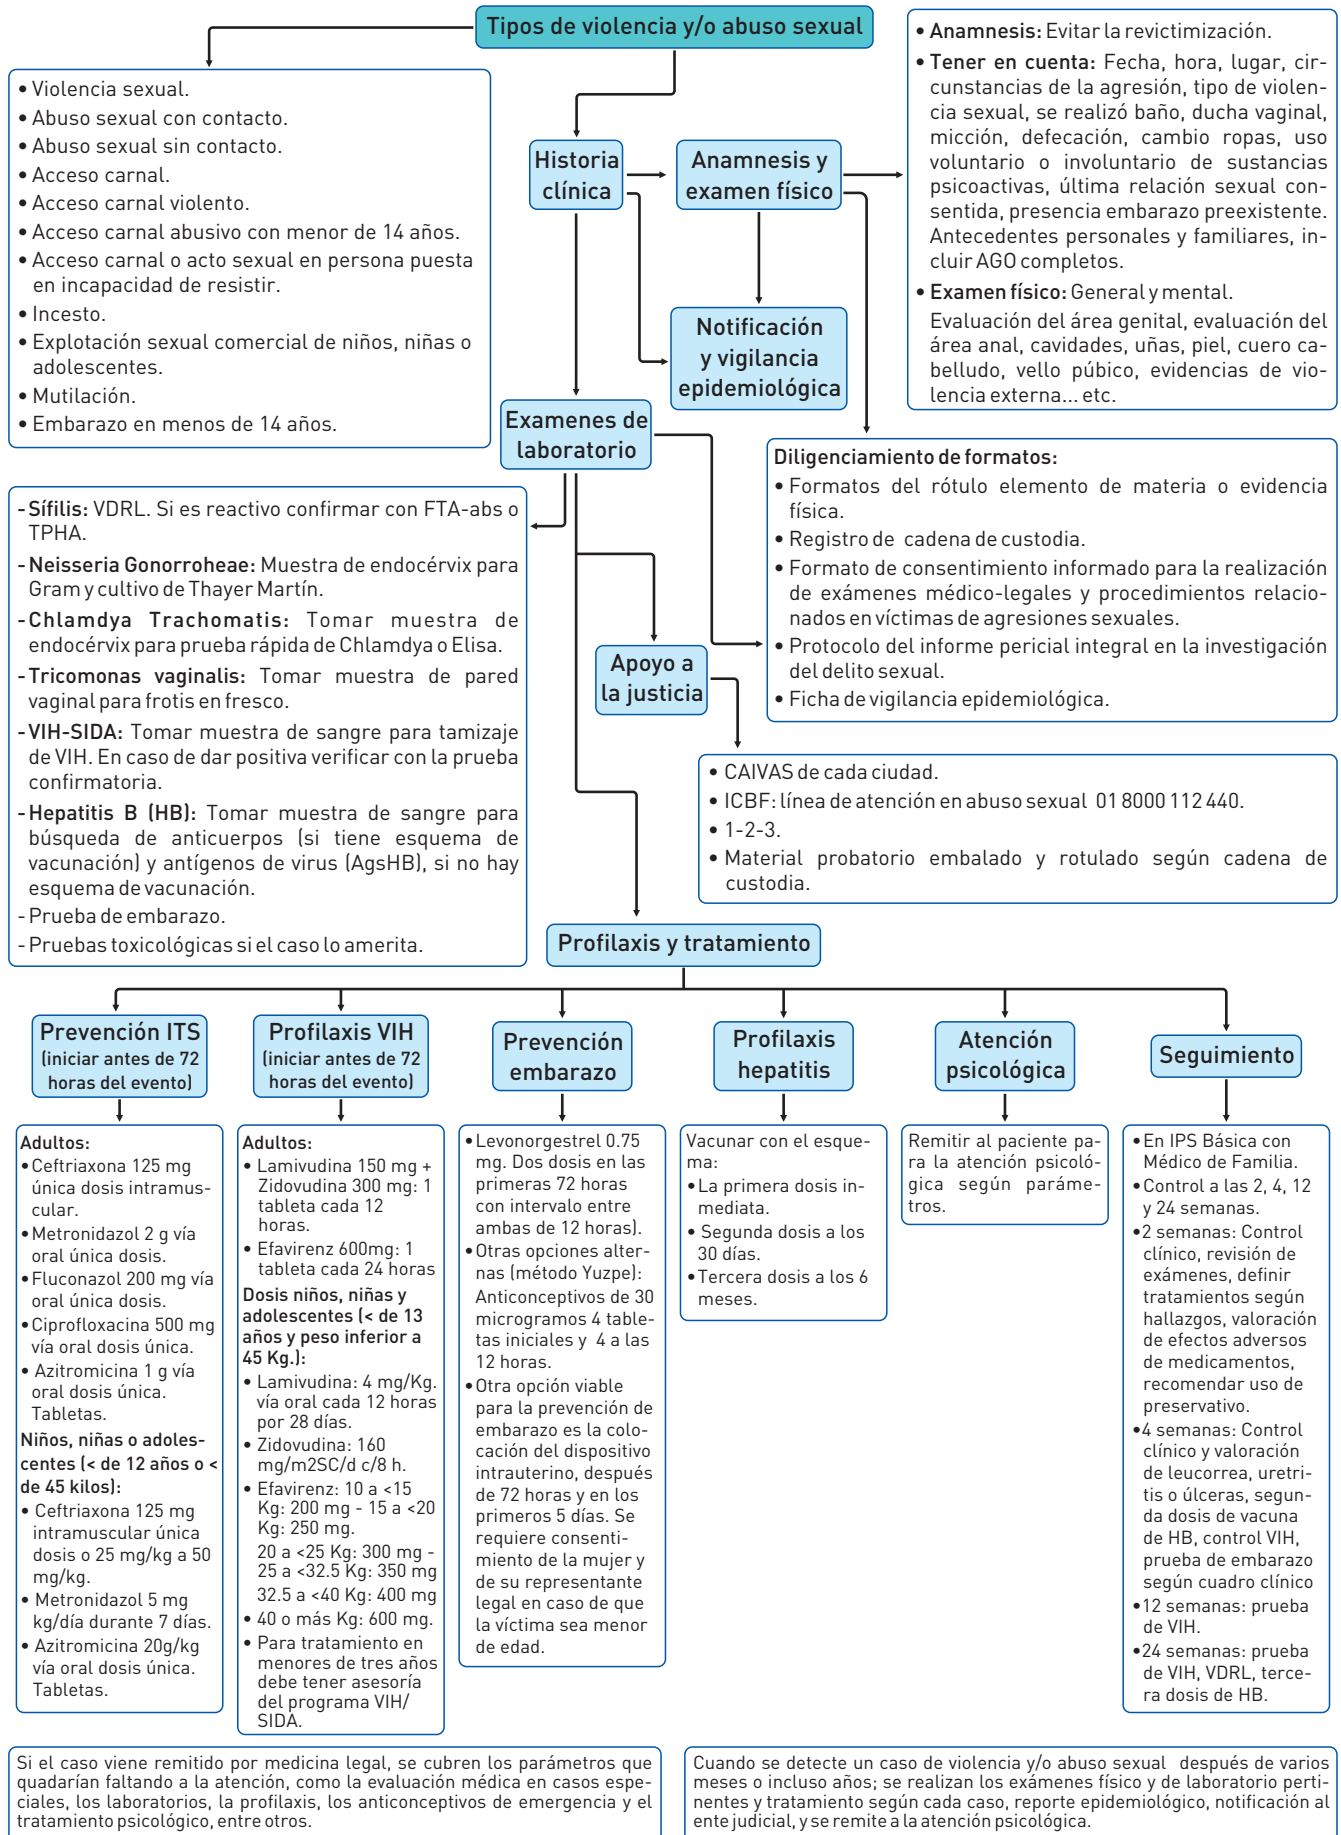 Tipos de violencia y/o abuso sexual
• Violencia sexual.
• Abuso sexual con contacto.
• Abuso sexual sin contacto.
• Acceso carnal.
• Acceso carnal violento.
• Acceso carnal abusivo con menor de 14 años.
• Acceso carnal o acto sexual en persona puesta
en incapacidad de resistir.
• Incesto.
• Explotación sexual comercial de niños, niñas o
adolescentes.
• Mutilación.
• Embarazo en menos de 14 años.
Historia
clínica
Anamnesis y
examen físico
• Anamnesis: Evitar la revictimización.
• Tener en cuenta: Fecha, hora, lugar, cir-
cunstancias de la agresión, tipo de violen-
cia sexual, se realizó baño, ducha vaginal,
micción, defecación, cambio ropas, uso
voluntario o involuntario de sustancias
psicoactivas, última relación sexual con-
sentida, presencia embarazo preexistente.
Antecedentes personales y familiares, in-
cluir AGO completos.
• Examen físico: General y mental.
Evaluación del área genital, evaluación del
área anal, cavidades, uñas, piel, cuero ca-
belludo, vello púbico, evidencias de vio-
lencia externa... etc.
Notificación
y vigilancia
epidemiológica
Examenes de
laboratorio
Diligenciamiento de formatos:
• Formatos del rótulo elemento de materia o evidencia
física.
• Registro de cadena de custodia.
• Formato de consentimiento informado para la realización
de exámenes médico-legales y procedimientos relacio-
nados en víctimas de agresiones sexuales.
• Protocolo del informe pericial integral en la investigación
del delito sexual.
• Ficha de vigilancia epidemiológica.
- Sífilis: VDRL. Si es reactivo confirmar con FTA-abs o
TPHA.
- Neisseria Gonorroheae: Muestra de endocérvix para
Gram y cultivo de Thayer Martín.
- Chlamdya Trachomatis: Tomar muestra de
endocérvix para prueba rápida de Chlamdya o Elisa.
- Tricomonas vaginalis: Tomar muestra de pared
vaginal para frotis en fresco.
- VIH-SIDA: Tomar muestra de sangre para tamizaje
de VIH. En caso de dar positiva verificar con la prueba
confirmatoria.
- Hepatitis B (HB): Tomar muestra de sangre para
búsqueda de anticuerpos (si tiene esquema de
vacunación) y antígenos de virus (AgsHB), si no hay
esquema de vacunación.
- Prueba de embarazo.
- Pruebas toxicológicas si el caso lo amerita.
Apoyo a
la justicia
• CAIVAS de cada ciudad.
• ICBF: línea de atención en abuso sexual 01 8000 112 440.
• 1-2-3.
• Material probatorio embalado y rotulado según cadena de
custodia.
Profilaxis y tratamiento
Prevención ITS
(iniciar antes de 72
horas del evento)
Adultos:
• Ceftriaxona 125 mg
única dosis intramus-
cular.
• Metronidazol 2 g vía
oral única dosis.
• Fluconazol 200 mg vía
oral única dosis.
• Ciprofloxacina 500 mg
vía oral dosis única.
• Azitromicina 1 g vía
oral dosis única.
Tabletas.
Niños, niñas o adoles-
centes (< de 12 años o <
de 45 kilos):
• Ceftriaxona 125 mg
intramuscular única
dosis o 25 mg/kg a 50
mg/kg.
• Metronidazol 5 mg
kg/día durante 7 días.
• Azitromicina 20g/kg
vía oral dosis única.
Tabletas.
Profilaxis VIH
(iniciar antes de 72
horas del evento)
Adultos:
• Lamivudina 150 mg +
Zidovudina 300 mg: 1
tableta cada 12
horas.
• Efavirenz 600mg: 1
tableta cada 24 horas
Dosis niños, niñas y
adolescentes (< de 13
años y peso inferior a
45 Kg.):
• Lamivudina: 4 mg/Kg.
vía oral cada 12 horas
por 28 días.
• Zidovudina: 160
mg/m2SC/d c/8 h.
• Efavirenz: 10 a <15
Kg: 200 mg - 15 a <20
Kg: 250 mg.
20 a <25 Kg: 300 mg -
25 a <32.5 Kg: 350 mg
32.5 a <40 Kg: 400 mg
• 40 o más Kg: 600 mg.
• Para tratamiento en
menores de tres años
debe tener asesoría
del programa VIH/
SIDA.
Prevención
embarazo
• Levonorgestrel 0.75
mg. Dos dosis en las
primeras 72 horas
con intervalo entre
ambas de 12 horas).
• Otras opciones alter-
nas (método Yuzpe):
Anticonceptivos de 30
microgramos 4 table-
tas iniciales y 4 a las
12 horas.
• Otra opción viable
para la prevención de
embarazo es la colo-
cación del dispositivo
intrauterino, después
de 72 horas y en los
primeros 5 días. Se
requiere consenti-
miento de la mujer y
de su representante
legal en caso de que
la víctima sea menor
de edad.
Profilaxis
hepatitis
Vacunar con el esque-
ma:
• La primera dosis in-
mediata.
• Segunda dosis a los
30 días.
• Tercera dosis a los 6
meses.
Atención
psicológica
Remitir al paciente pa-
ra la atención psicoló-
gica según paráme-
tros.
Seguimiento
• En IPS Básica con
Médico de Familia.
• Control a las 2, 4, 12
y 24 semanas.
• 2 semanas: Control
clínico, revisión de
exámenes, definir
tratamientos según
hallazgos, valoración
de efectos adversos
de medicamentos,
recomendar uso de
preservativo.
• 4 semanas: Control
clínico y valoración
de leucorrea, uretri-
tis o úlceras, segun-
da dosis de vacuna
de HB, control VIH,
prueba de embarazo
según cuadro clínico
• 12 semanas: prueba
de VIH.
• 24 semanas: prueba
de VIH, VDRL, terce-
ra dosis de HB.
Si el caso viene remitido por medicina legal, se cubren los parámetros que
quadarían faltando a la atención, como la evaluación médica en casos espe-
ciales, los laboratorios, la profilaxis, los anticonceptivos de emergencia y el
tratamiento psicológico, entre otros.
Cuando se detecte un caso de violencia y/o abuso sexual después de varios
meses o incluso años; se realizan los exámenes físico y de laboratorio perti-
nentes y tratamiento según cada caso, reporte epidemiológico, notificación al
ente judicial, y se remite a la atención psicológica.